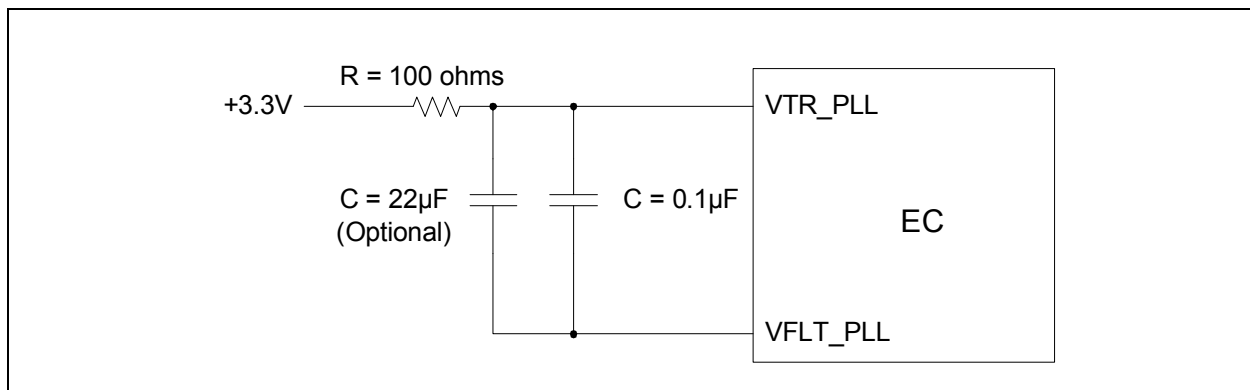 R = 100 ohms
+3.3V
VTR_PLL
C = 22µF
(Optional)
C = 0.1µF
EC
VFLT_PLL